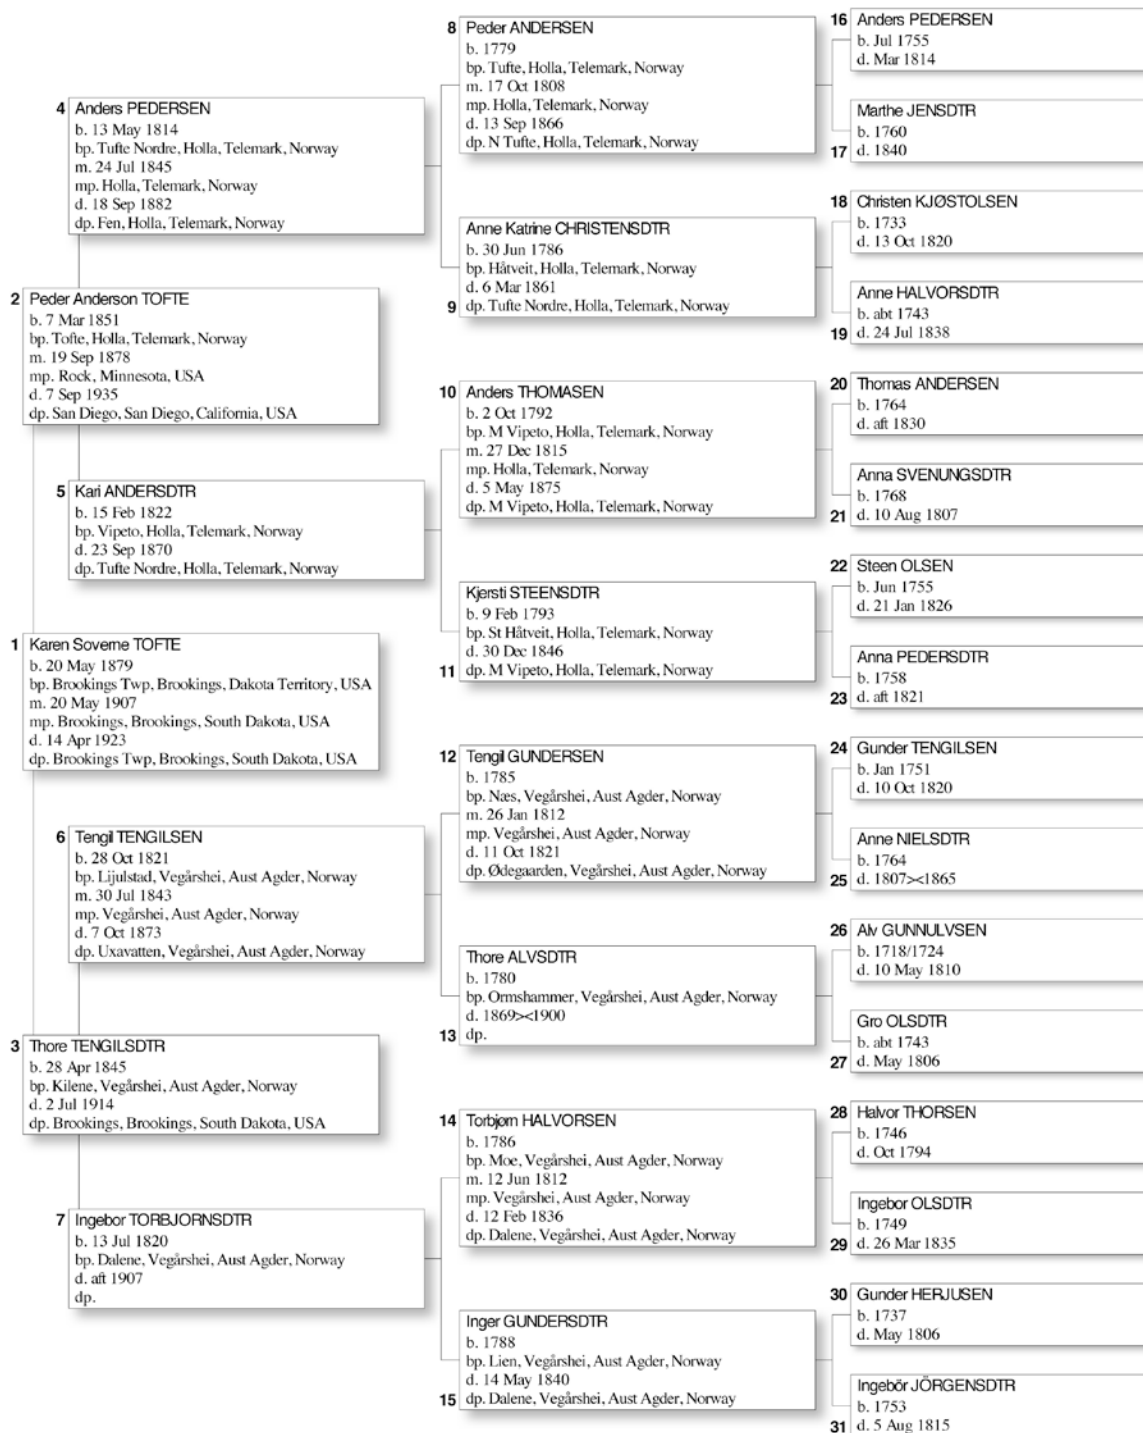 1 Karen Soverne TOFTE
b. 20 May 1879
bp. Brookings Twp, Brookings, Dakota Territory, USA
m. 20 May 1907
mp. Brookings, Brookings, South Dakota, USA
d. 14 Apr 1923
dp. Brookings Twp, Brookings, South Dakota, USA
2 Peder Anderson TOFTE
b. 7 Mar 1851
bp. Tofte, Holla, Telemark, Norway
m. 19 Sep 1878
mp. Rock, Minnesota, USA
d. 7 Sep 1935
dp. San Diego, San Diego, California, USA
3 Thore TENGILSDTR
b. 28 Apr 1845
bp. Kilene, Vegårshei, Aust Agder, Norway
d. 2 Jul 1914
dp. Brookings, Brookings, South Dakota, USA
4 Anders PEDERSEN
b. 13 May 1814
bp. Tufte Nordre, Holla, Telemark, Norway
m. 24 Jul 1845
mp. Holla, Telemark, Norway
d. 18 Sep 1882
dp. Fen, Holla, Telemark, Norway
5 Kari ANDERSDTR
b. 15 Feb 1822
bp. Vipeto, Holla, Telemark, Norway
d. 23 Sep 1870
dp. Tufte Nordre, Holla, Telemark, Norway
6 Tengil TENGILSEN
b. 28 Oct 1821
bp. Lijulstad, Vegårshei, Aust Agder, Norway
m. 30 Jul 1843
mp. Vegårshei, Aust Agder, Norway
d. 7 Oct 1873
dp. Uxavatten, Vegårshei, Aust Agder, Norway
7 Ingebor TORBJORNSDTR
b. 13 Jul 1820
bp. Dalene, Vegårshei, Aust Agder, Norway
d. aft 1907
dp.
8 Peder ANDERSEN
b. 1779
bp. Tufte, Holla, Telemark, Norway
m. 17 Oct 1808
mp. Holla, Telemark, Norway
d. 13 Sep 1866
dp. N Tufte, Holla, Telemark, Norway
Anne Katrine CHRISTENSDTR
b. 30 Jun 1786
bp. Håtveit, Holla, Telemark, Norway
d. 6 Mar 1861
9 dp. Tufte Nordre, Holla, Telemark, Norway
10 Anders THOMASEN
b. 2 Oct 1792
bp. M Vipeto, Holla, Telemark, Norway
m. 27 Dec 1815
mp. Holla, Telemark, Norway
d. 5 May 1875
dp. M Vipeto, Holla, Telemark, Norway
Kjersti STEENSDTR
b. 9 Feb 1793
bp. St Håtveit, Holla, Telemark, Norway
d. 30 Dec 1846
11 dp. M Vipeto, Holla, Telemark, Norway
12 Tengil GUNDERSEN
b. 1785
bp. Næs, Vegårshei, Aust Agder, Norway
m. 26 Jan 1812
mp. Vegårshei, Aust Agder, Norway
d. 11 Oct 1821
dp. Ødegaarden, Vegårshei, Aust Agder, Norway
Thore ALVSDTR
b. 1780
bp. Ormshammer, Vegårshei, Aust Agder, Norway
d. 1869><1900
13 dp.
14 Torbjørn HALVORSEN
b. 1786
bp. Moe, Vegårshei, Aust Agder, Norway
m. 12 Jun 1812
mp. Vegårshei, Aust Agder, Norway
d. 12 Feb 1836
dp. Dalene, Vegårshei, Aust Agder, Norway
Inger GUNDERSDTR
b. 1788
bp. Lien, Vegårshei, Aust Agder, Norway
d. 14 May 1840
15 dp. Dalene, Vegårshei, Aust Agder, Norway
16 Anders PEDERSEN
b. Jul 1755
d. Mar 1814
Marthe JENSDTR
b. 1760
17 d. 1840
18 Christen KJØSTOLSEN
b. 1733
d. 13 Oct 1820
Anne HALVORSDTR
b. abt 1743
19 d. 24 Jul 1838
20 Thomas ANDERSEN
b. 1764
d. aft 1830
Anna SVENUNGSDTR
b. 1768
21 d. 10 Aug 1807
22 Steen OLSEN
b. Jun 1755
d. 21 Jan 1826
Anna PEDERSDTR
b. 1758
23 d. aft 1821
24 Gunder TENGILSEN
b. Jan 1751
d. 10 Oct 1820
Anne NIELSDTR
b. 1764
25 d. 1807><1865
26 Alv GUNNULVSEN
b. 1718/1724
d. 10 May 1810
Gro OLSDTR
b. abt 1743
27 d. May 1806
28 Halvor THORSEN
b. 1746
d. Oct 1794
Ingebor OLSDTR
b. 1749
29 d. 26 Mar 1835
30 Gunder HERJUSEN
b. 1737
d. May 1806
Ingebör JÖRGENSDTR
b. 1753
31 d. 5 Aug 1815